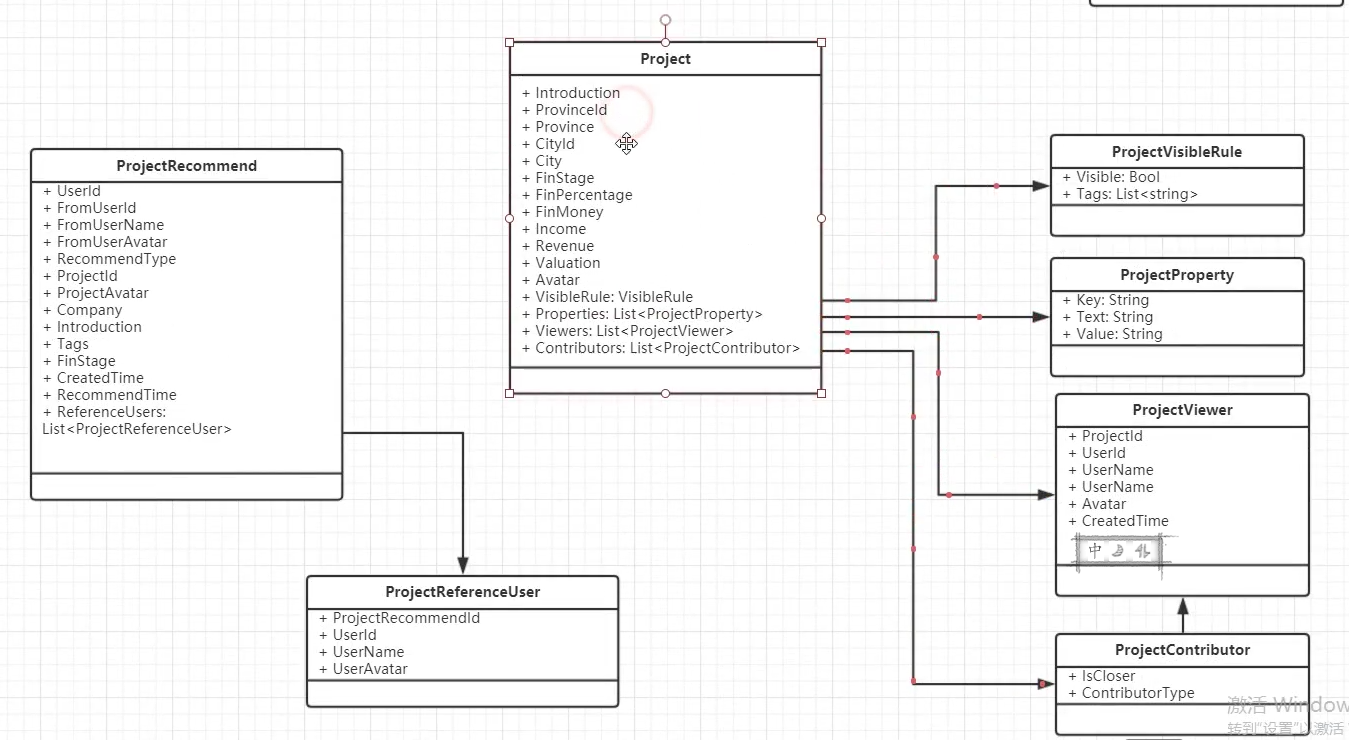 Project
+ Introduction
+ ProvinceId
+ Province
+ CityId
+ City
+ FinStage
+ FinPercentage
+ FinMoney
+ Income
+ Revenue
+ Valuation
+ Avatar
+ VisibleRule: VisibleRule
+ Properties: List<ProjectProperty>
+ Viewers: List<ProjectViewer>
+ Contributors: List<ProjectContributor>
ProjectRecommend
+ UserId
+ FromUserId
+ FromUserName
+ FromUserAvatar
+ RecommendType
+ ProjectId
+ ProjectAvatar
+ Company
+ Introduction
+ Tags
+ FinStage
+ CreatedTime
+ RecommendTime
+ ReferenceUsers:
List<ProjectReferenceUser>
ProjectReferenceUser
+ ProjectRecommendId
+ UserId
+ UserName
+ UserAvatar
ProjectVisibleRule
+ Visible: Bool
+ Tags: List<string>
ProjectProperty
+ Key: String
+ Text: String
+ Value: String
ProjectViewer
+ ProjectId
+ UserId
+ UserName
+ UserName
+ Avatar
+ CreatedTime
中
ProjectContributor
+ IsCloser
+ ContributorType
激活 Window
转到"设置"以激活